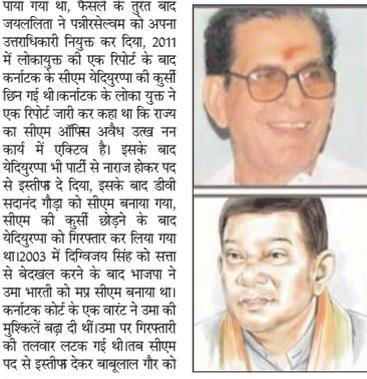 पाया गया था, फैसले के तुरंत बाद
जयललिता ने पन्नीरसेल्वम को अपना
उत्तराधिकारी नियुक्त कर दिया, 2011
में लोकायुक्त की एक रिपोर्ट के बाद
कर्नाटक के सीएम येदियुरप्पा की कुर्सी
छिन गई थी।कर्नाटक के लोका युक्त ने
एक रिपोर्ट जारी कर कहा था कि राज्य
का सीएम ऑफिस अवैध उत्ख नन
कार्य में एक्टिव है। इसके बाद
येदियुरप्पा भी पार्टी से नाराज होकर पद
से इस्तीफा दे दिया, इसके बाद डीवी
सदानंद गौड़ा को सीएम बनाया गया,
सीएम की कुर्सी छोड़ने के बाद
येदियुरप्पा को गिरफ्तार कर लिया गया
था।2003 में दिग्विजय सिंह को सत्ता
से बेदखल करने के बाद भाजपा ने
उमा भारती को मप्र सीएम बनाया था।
कर्नाटक कोर्ट के एक वारंट ने उमा की
मुश्किलें बढ़ा दी थीं।उमा पर गिरफ्तारी
की तलवार लटक गई थी।तब सीएम
पद से इस्तीफा देकर बाबूलाल गौर को